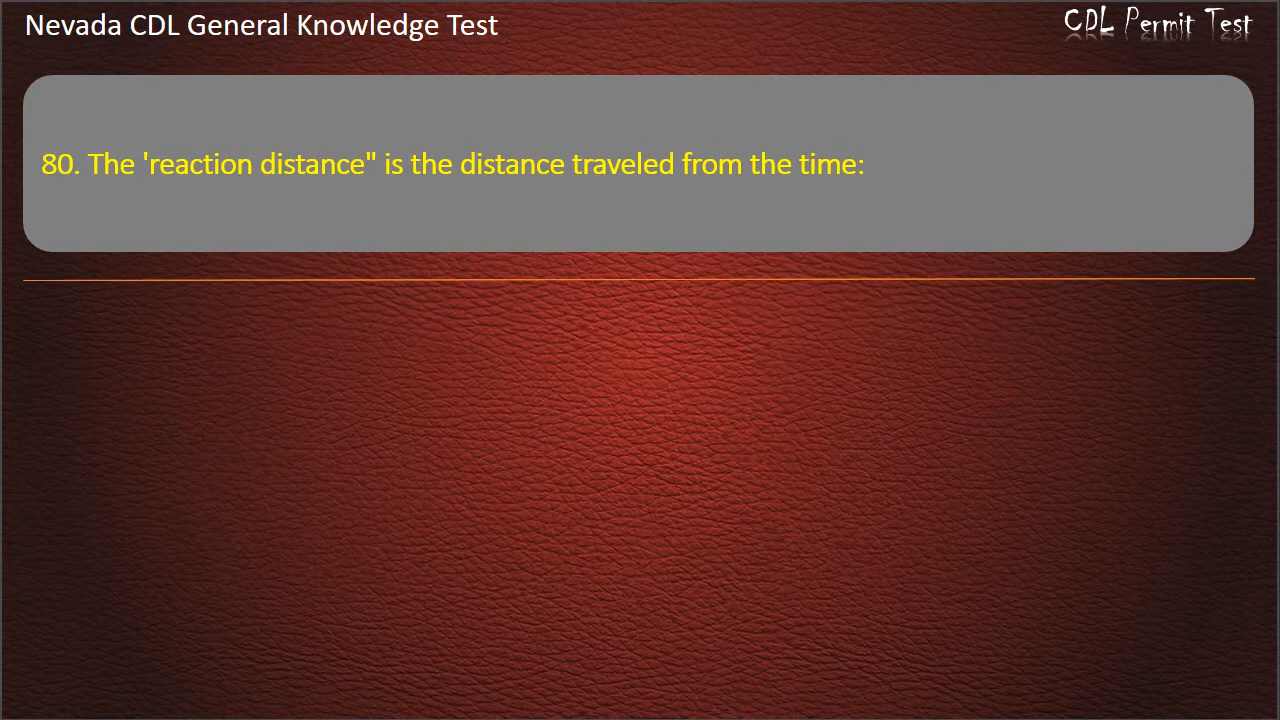 Nevada CDL General Knowledge Test
CDL Permit Test
80. The 'reaction distance" is the distance traveled from the time: